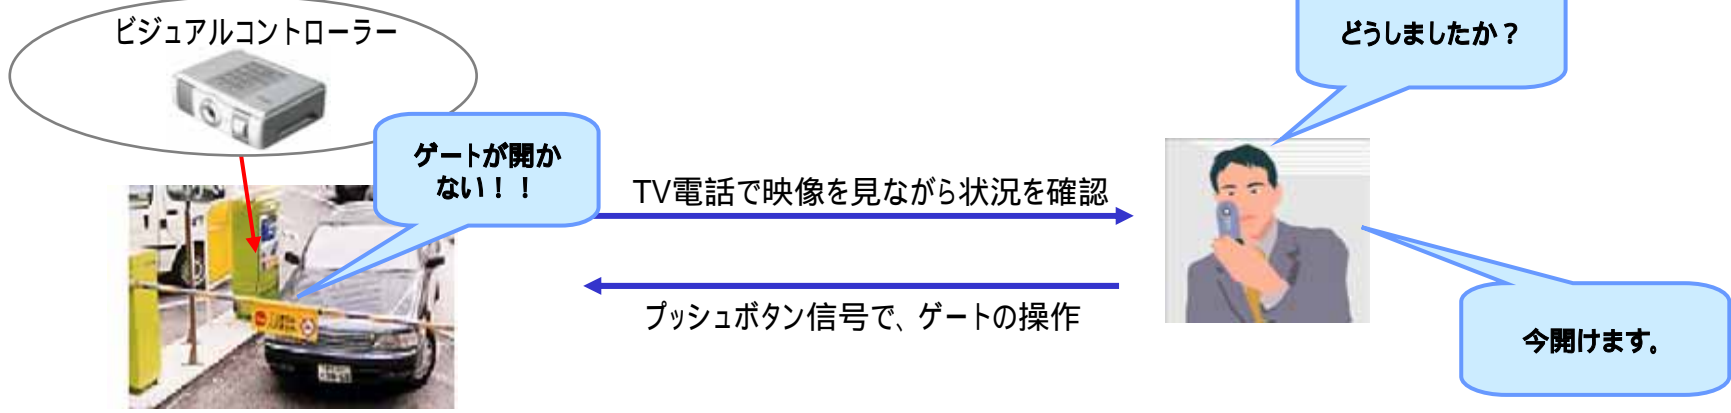 ビジュアルコントローラー
どうしましたか？
ゲートが開か
ない！！
TV電話で映像を見ながら状況を確認
プッシュボタン信号で、ゲートの操作
今開けます。